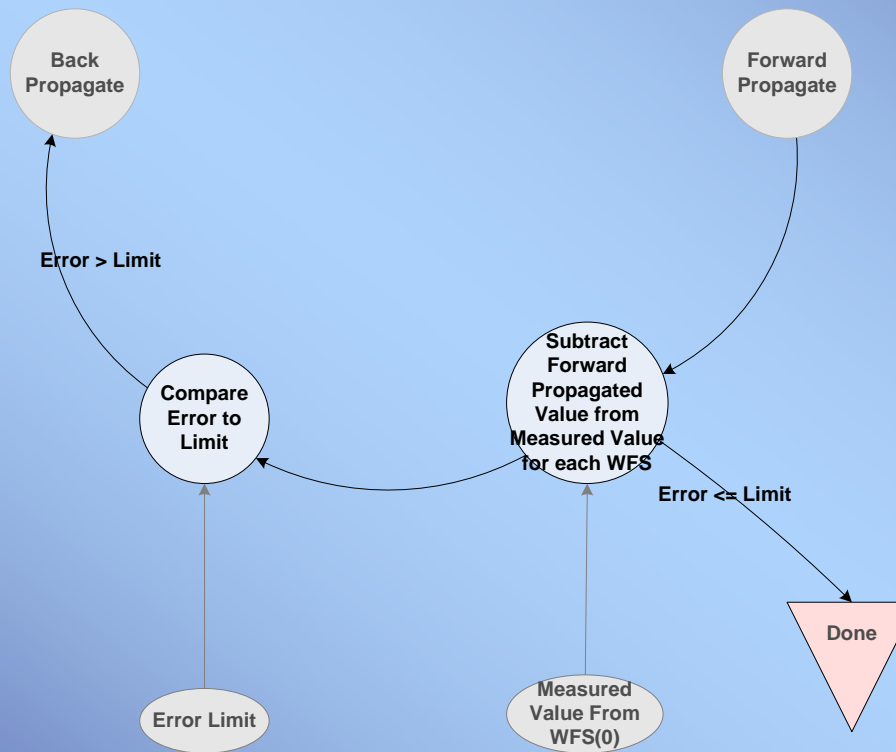 Back
Propagate
Forward
Propagate
Error > Limit
Compare
Error to
Limit
Subtract
Forward
Propagated
Value from
Measured Value
for each WFS
Error <= Limit
Done
Error Limit
Measured
Value From
WFS(0)